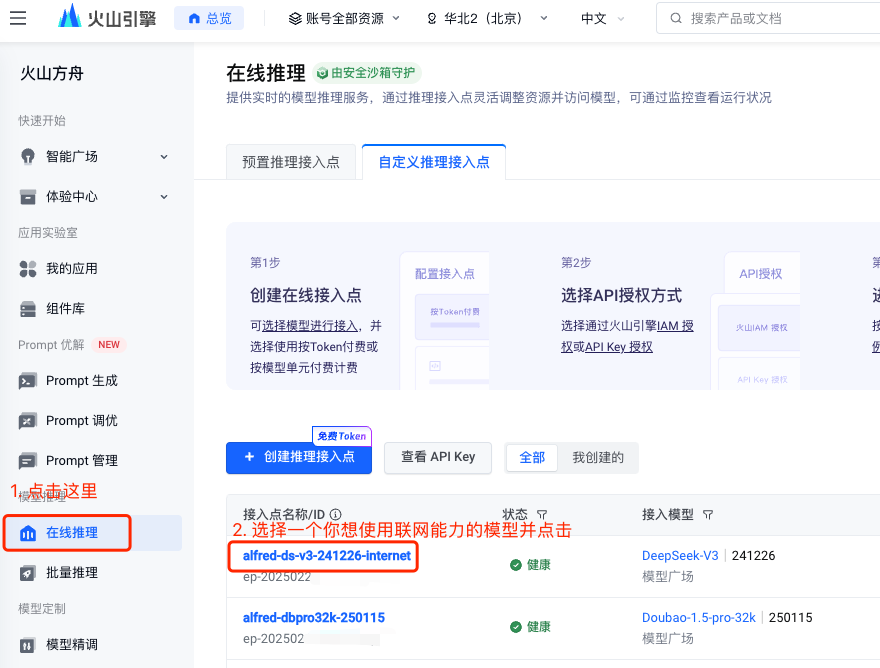 火山引擎
总览
账号全部资源
华北2（北京）
中文
搜索产品或文档
火山方舟
快速开始
智能广场
体验中心
应用实验室
我的应用
组件库
Prompt 优解 NEW
Prompt 生成
Prompt 调优
Prompt 管理
1. 点击这里
模型推理
在线推理
批量推理
模型定制
模型精调
在线推理
由安全沙箱守护
提供实时的模型推理服务，通过推理接入点灵活调整资源并访问模型，可通过监控查看运行状况
预置推理接入点
自定义推理接入点
第1步
创建在线接入点
可选择模型进行接入，并
选择使用按Token付费或
按模型单元付费计费
配置接入点
按Token付费
第2步
选择API授权方式
选择通过火山引擎IAM 授
权或API Key 授权
API授权
火山IAM 授权
API Key 授权
免费Token
+ 创建推理接入点
查看 API Key
全部
我创建的
接入点名称/ID
状态
接入模型
2. 选择一个你想使用联网能力的模型并点击
alfred-ds-v3-241226-internet
ep-2025022
健康
DeepSeek-V3 | 241226
模型广场
alfred-dbpro32k-250115
ep-202502
健康
Doubao-1.5-pro-32k | 250115
模型广场